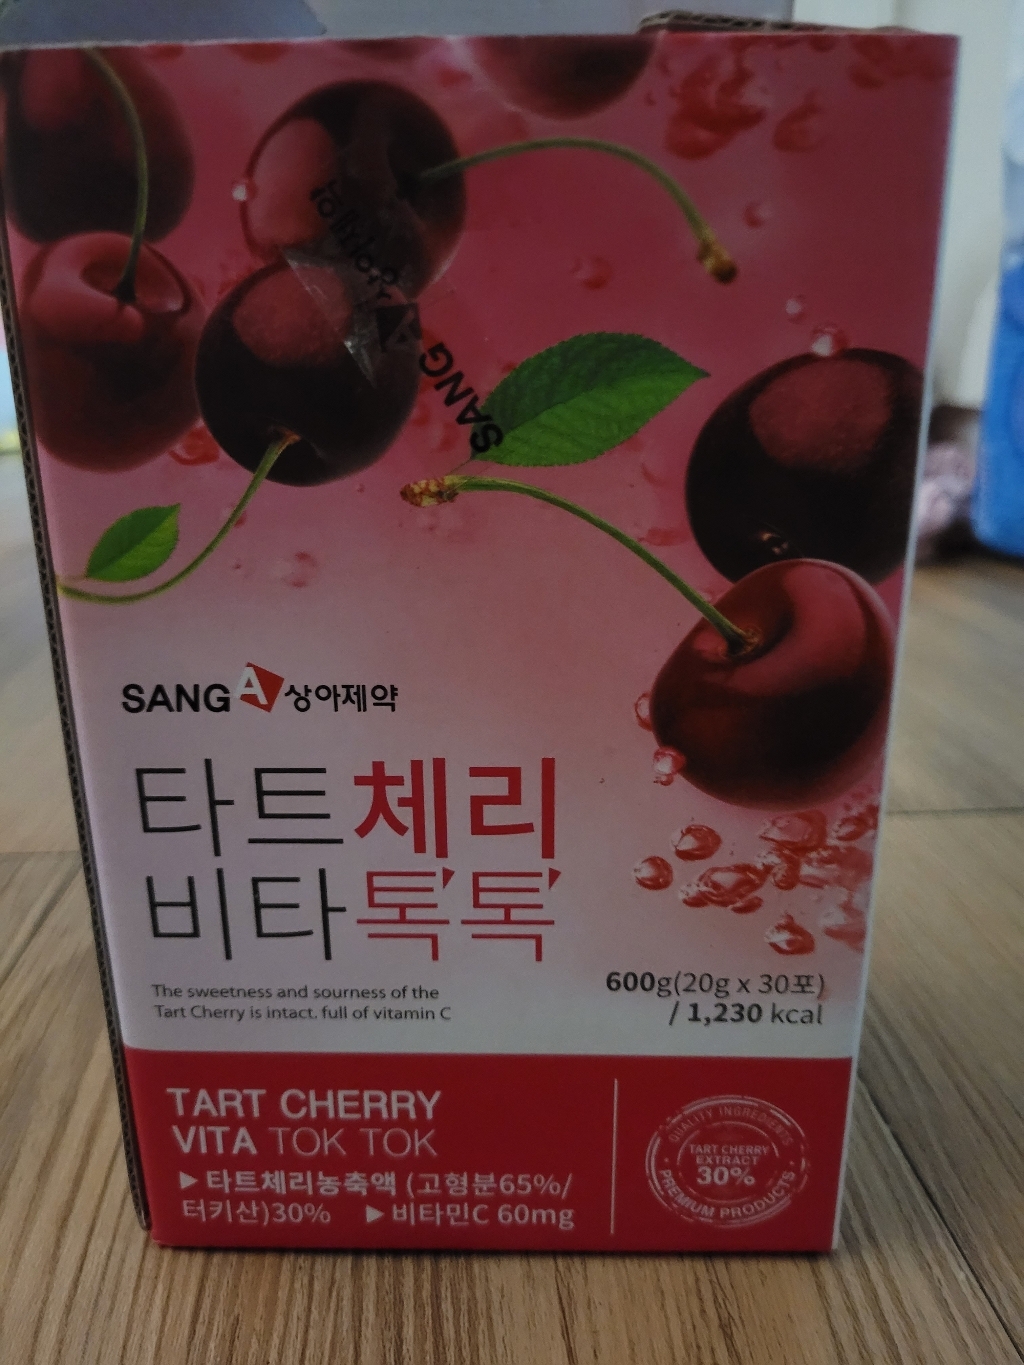 SANG
SANG A 상아제약
타트체리
비타톡톡
The sweetness and sourness of the
Tart Cherry is intact. full of vitamin C
600g(20g x 30포)
/ 1,230 kcal
TART CHERRY
VITA TOK TOK
▶ 타트체리농축액 (고형분65%/
터키산)30% ▶ 비타민C 60mg
QUALITY INGREDIENTS
TART CHERRY
EXTRACT
30%
PREMIUM PRODUCTS